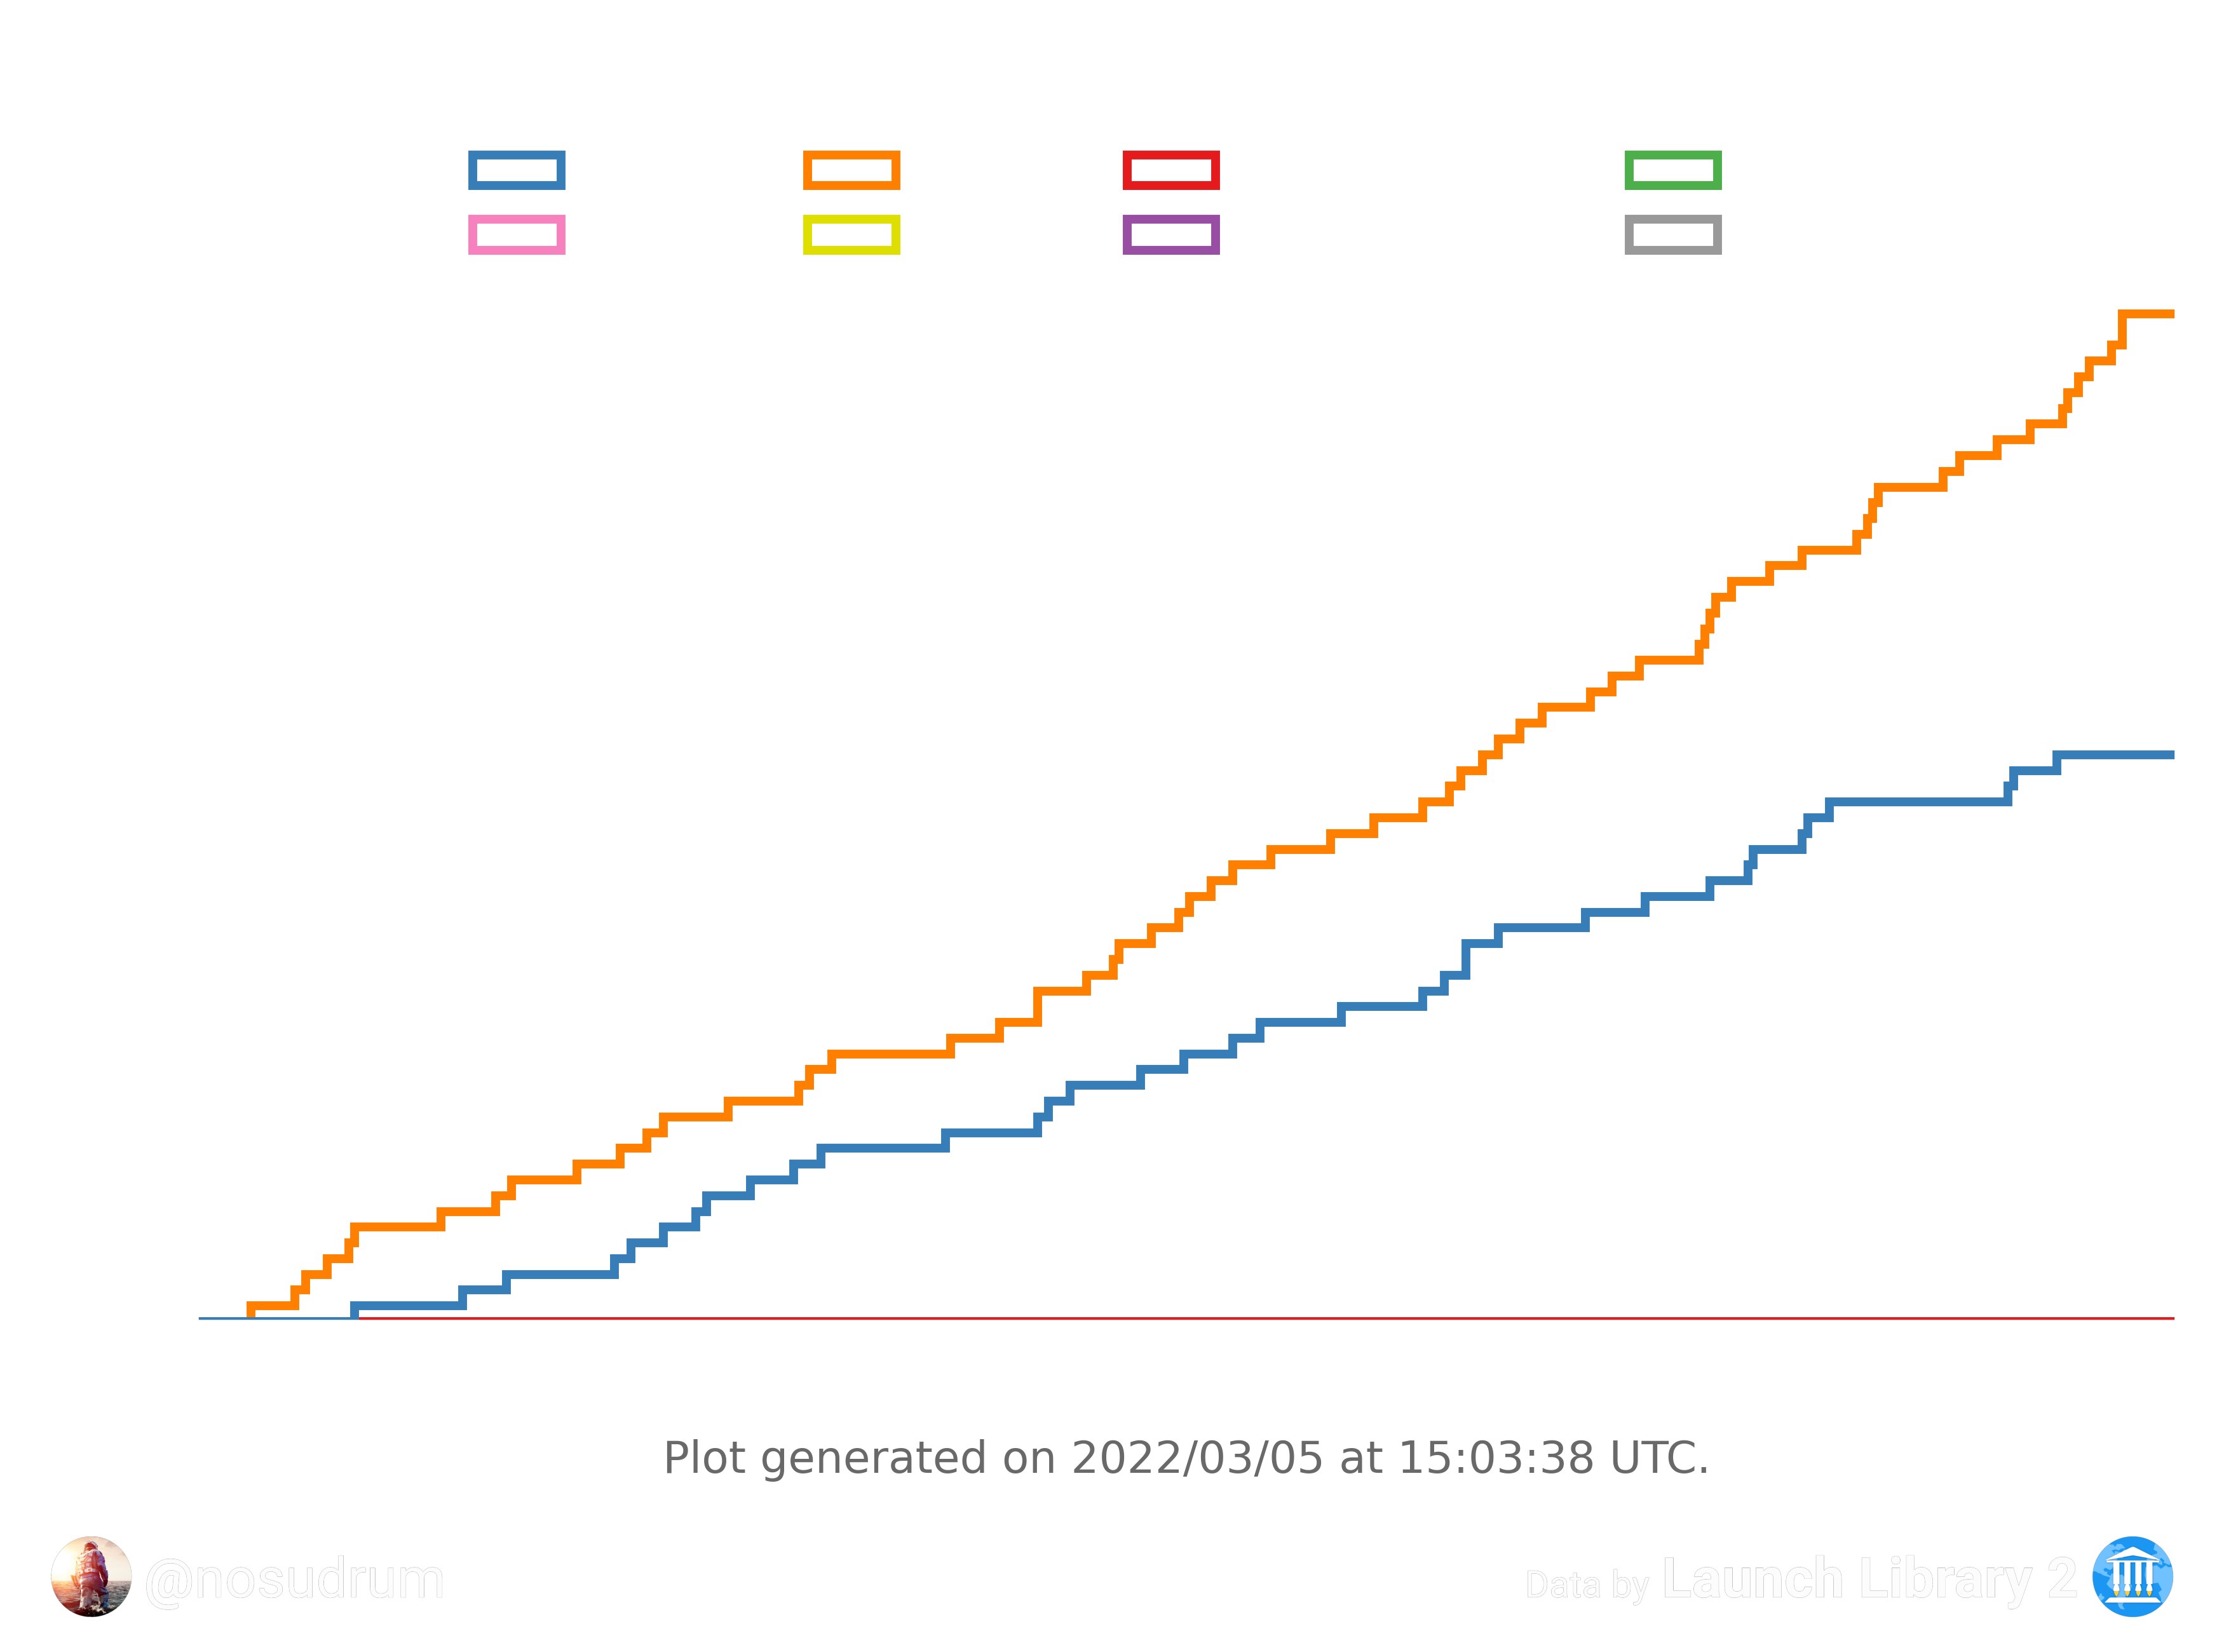 Plot generated on 2022/03/05 at 15:03:38 UTC.
@nosudrum
Data by Launch Library 2